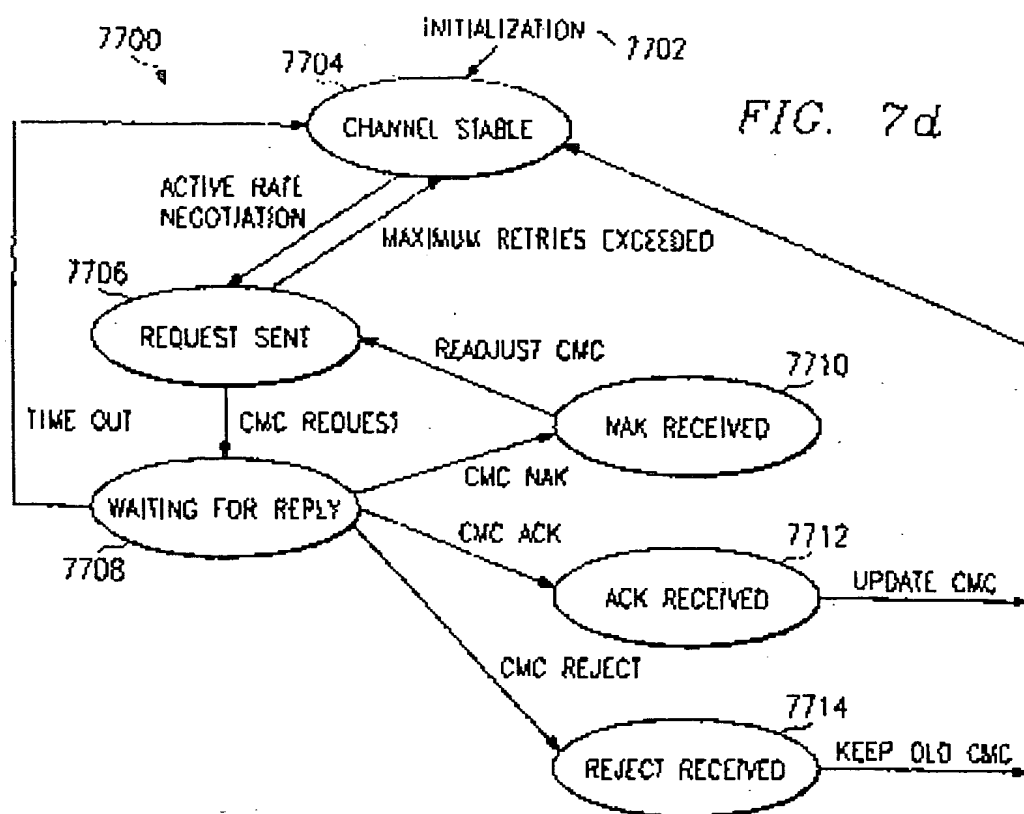 7700
INITIALIZATION
7702
7704
CHANNEL STABLE
FIG. 7d
ACTIVE RATE
NEGOTIATION
MAXIMUM RETRIES EXCEEDED
7706
REQUEST SENT
READJUST CMC
7710
NAK RECEIVED
TIME OUT
CMC REQUEST
CMC NAK
WAITING FOR REPLY
7708
CMC ACK
7712
ACK RECEIVED
UPDATE CMC
CMC REJECT
7714
REJECT RECEIVED
KEEP OLD CMC